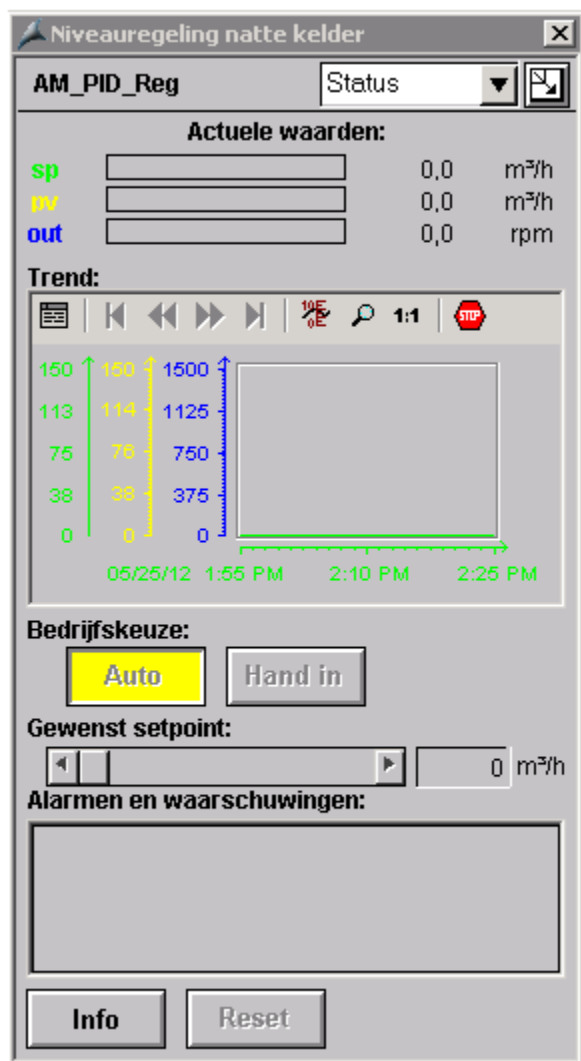 Niveauregeling natte kelder
AM_PID_Reg Status
Actuele waarden:
sp 0,0 m³/h
pv 0,0 m³/h
out 0,0 rpm
Trend:
10E 0E 1:1 STOP
150 150 1500
113 114 1125
75 76 750
38 38 375
0 0 0
05/25/12 1:55 PM 2:10 PM 2:25 PM
Bedrijfskeuze:
Auto Hand in
Gewenst setpoint:
0 m³/h
Alarmen en waarschuwingen:
Info Reset